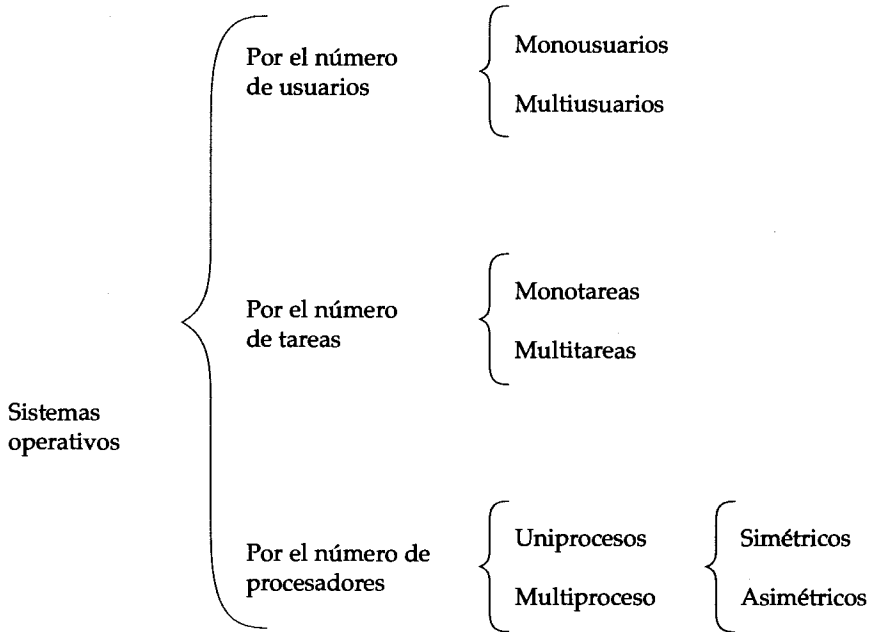 Por el número
de usuarios
Monousuarios
Multiusuarios
Por el número
de tareas
Monotareas
Multitareas
Sistemas
operativos
Por el número de
procesadores
Uniprocesos
Multiproceso
Simétricos
Asimétricos